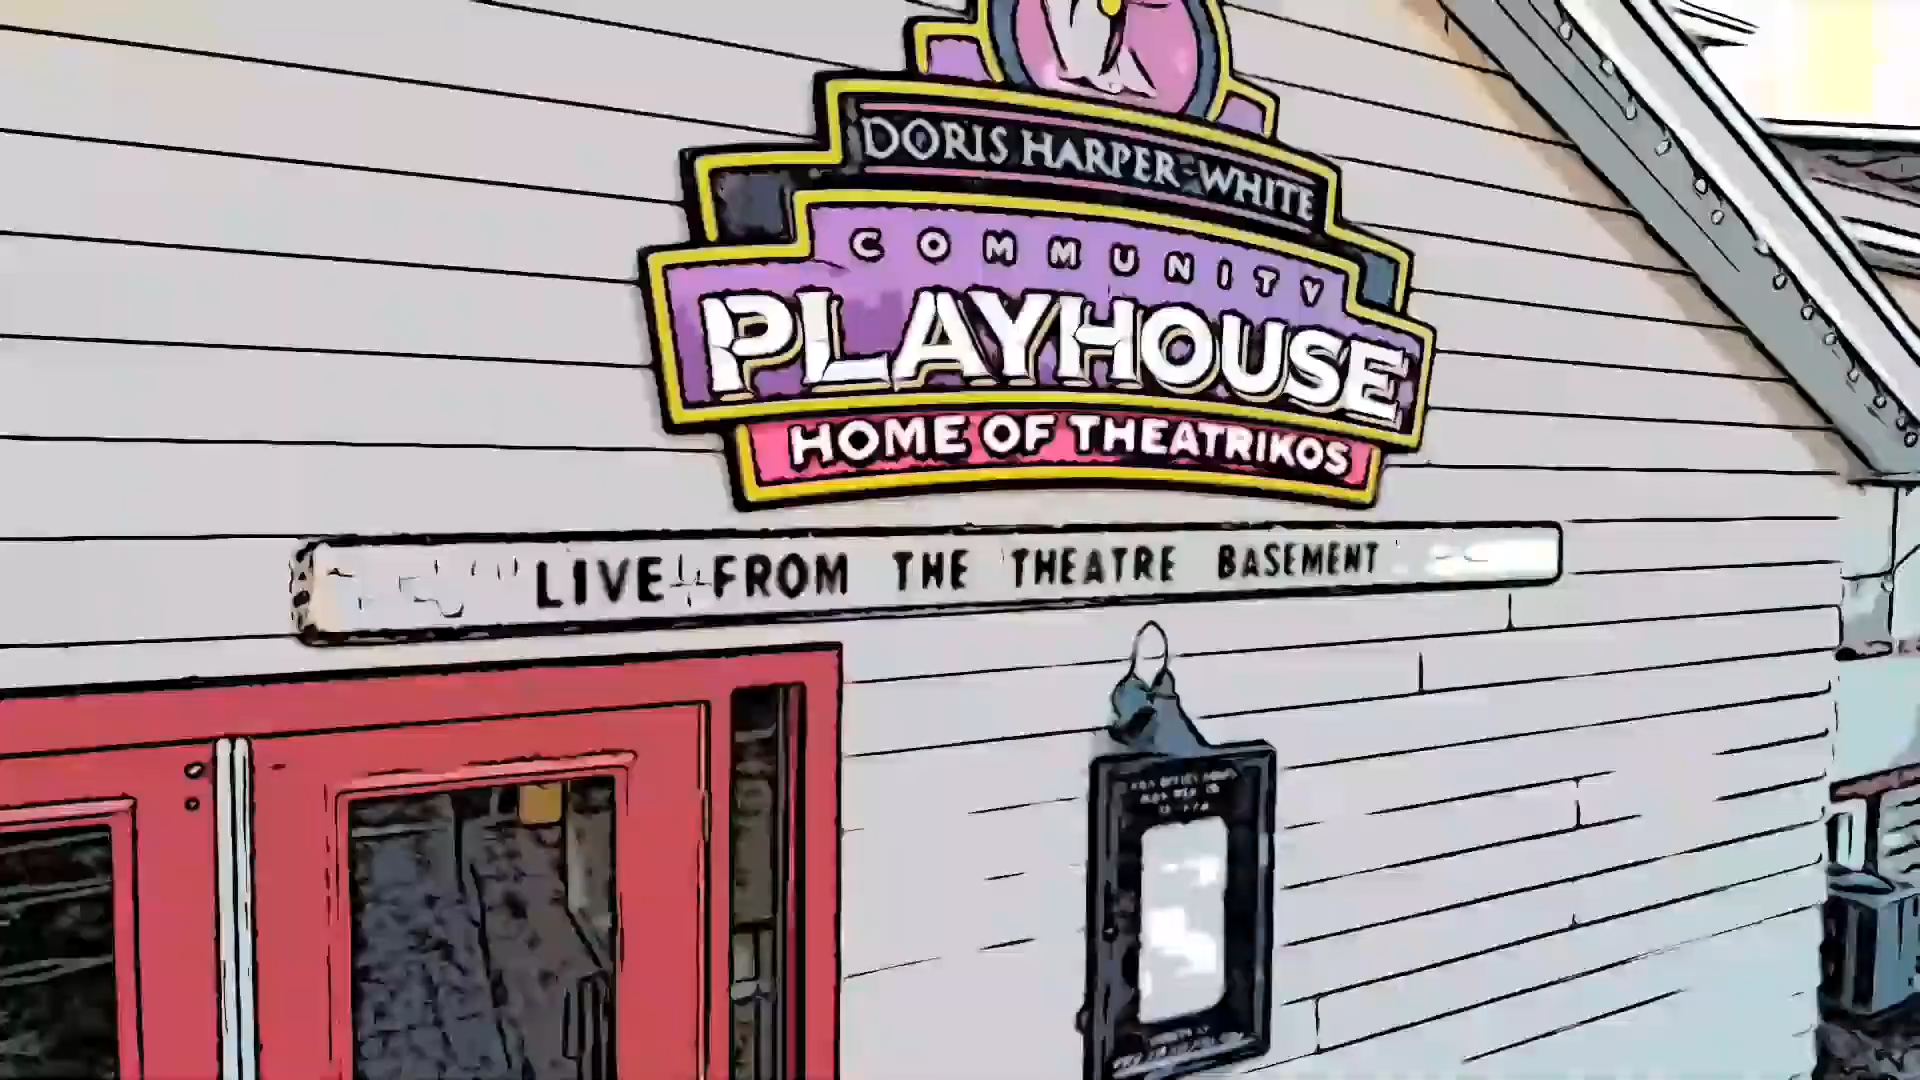 DORIS HARPER-WHITE
COMMUNITY
PLAYHOUSE
HOME OF THEATRIKOS
LIVE FROM THE THEATRE BASEMENT